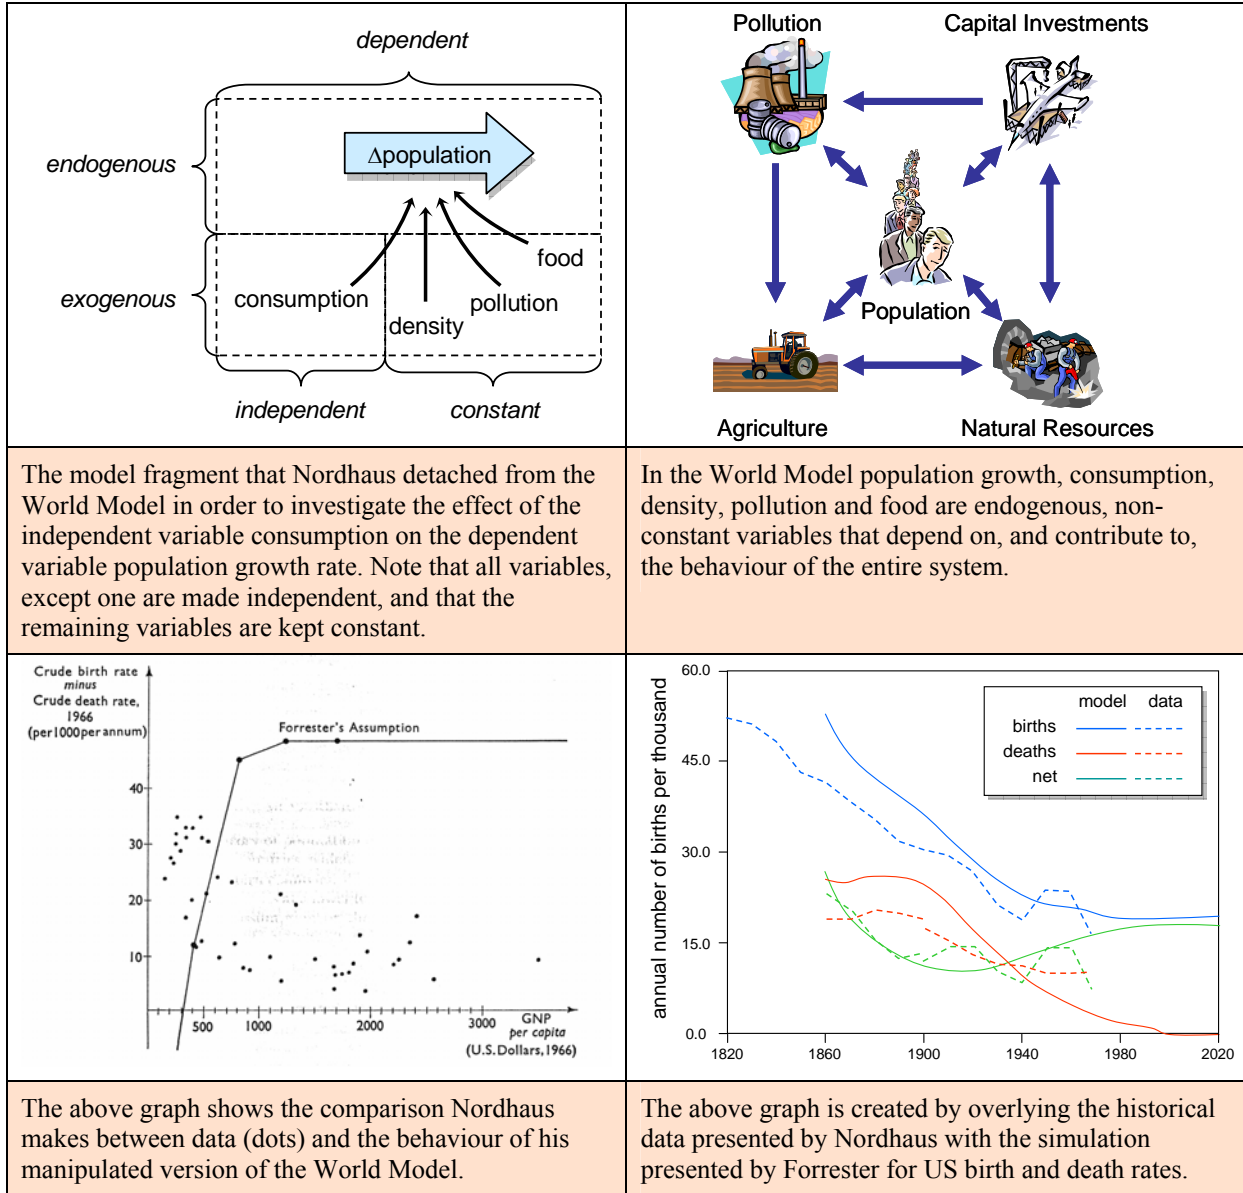 dependent
endogenous
Δpopulation
food
exogenous
consumption
pollution
density
independent
constant
Pollution
Capital Investments
Population
Agriculture
Natural Resources
The model fragment that Nordhaus detached from the
World Model in order to investigate the effect of the
independent variable consumption on the dependent
variable population growth rate. Note that all variables,
except one are made independent, and that the
remaining variables are kept constant.
In the World Model population growth, consumption,
density, pollution and food are endogenous, non-
constant variables that depend on, and contribute to,
the behaviour of the entire system.
Crude birth rate
minus
Crude death rate,
1966
(per1000 per annum)
Forrester's Assumption
40
30
20
10
500
1000
2000
3000
GNP
per capita
(U.S.Dollars,1966)
annual number of births per thousand
60.0
45.0
30.0
15.0
0.0
1820
1860
1900
1940
1980
2020
model data
births
deaths
net
The above graph shows the comparison Nordhaus
makes between data (dots) and the behaviour of his
manipulated version of the World Model.
The above graph is created by overlying the historical
data presented by Nordhaus with the simulation
presented by Forrester for US birth and death rates.